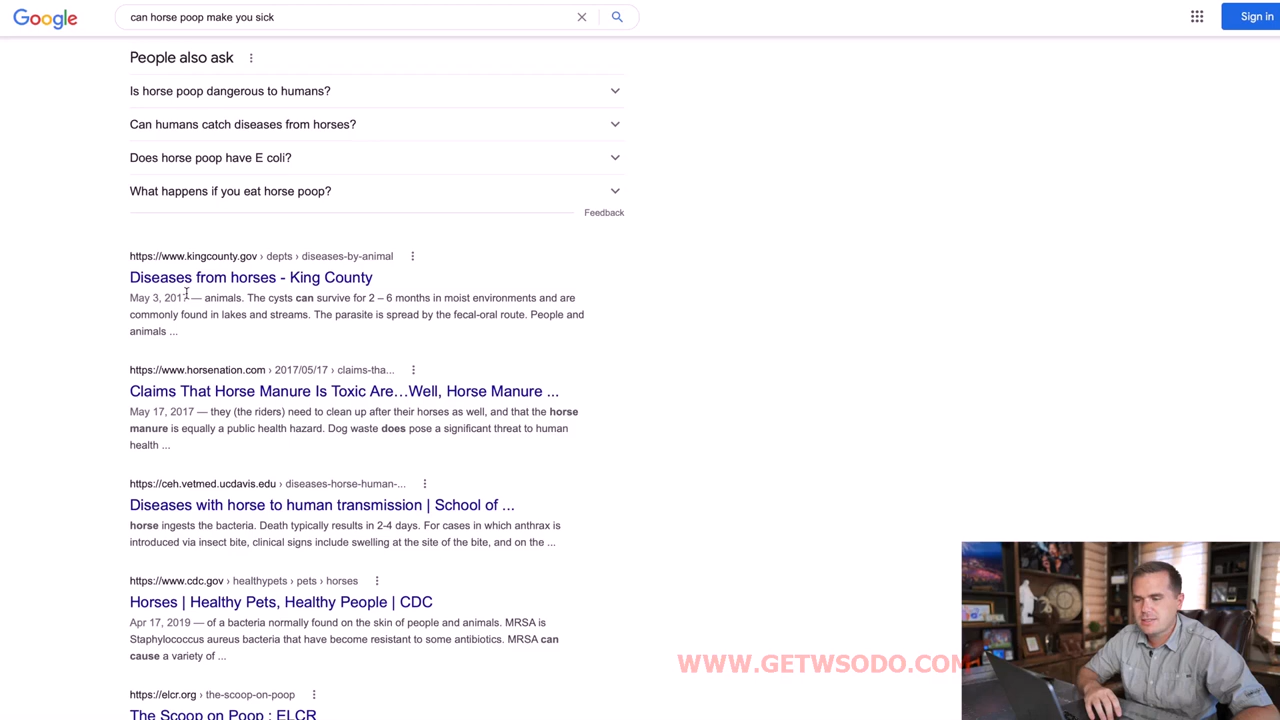 Google
can horse poop make you sick
Sign in
People also ask
Is horse poop dangerous to humans?
Can humans catch diseases from horses?
Does horse poop have E coli?
What happens if you eat horse poop?
Feedback
https://www.kingcounty.gov › depts › diseases-by-animal
Diseases from horses - King County
May 3, 2017 — animals. The cysts can survive for 2 – 6 months in moist environments and are
commonly found in lakes and streams. The parasite is spread by the fecal-oral route. People and
animals ...
https://www.horsenation.com › 2017/05/17 › claims-tha...
Claims That Horse Manure Is Toxic Are…Well, Horse Manure ...
May 17, 2017 — they (the riders) need to clean up after their horses as well, and that the horse
manure is equally a public health hazard. Dog waste does pose a significant threat to human
health ...
https://ceh.vetmed.ucdavis.edu › diseases-horse-human-...
Diseases with horse to human transmission | School of ...
horse ingests the bacteria. Death typically results in 2-4 days. For cases in which anthrax is
introduced via insect bite, clinical signs include swelling at the site of the bite, and on the ...
https://www.cdc.gov › healthypets › pets › horses
Horses | Healthy Pets, Healthy People | CDC
Apr 17, 2019 — of a bacteria normally found on the skin of people and animals. MRSA is
Staphylococcus aureus bacteria that have become resistant to some antibiotics. MRSA can
cause a variety of ...
WWW.GETWSODO.COM
https://elcr.org › the-scoop-on-poop
The Scoop on Poop : ELCR